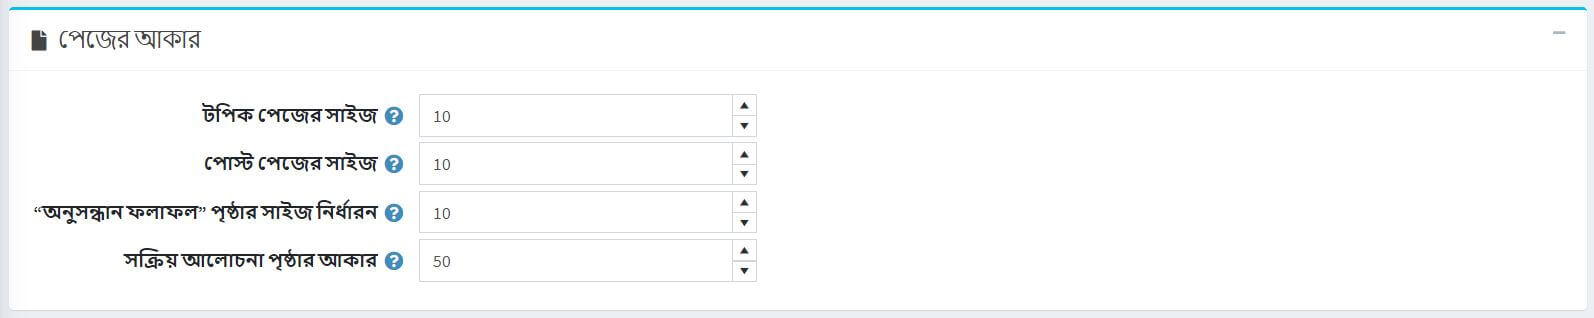 পেজের আকার
টপিক পেজের সাইজ 10
পোস্ট পেজের সাইজ 10
“অনুসন্ধান ফলাফল” পৃষ্ঠার সাইজ নির্ধারন 10
সক্রিয় আলোচনা পৃষ্ঠার আকার 50